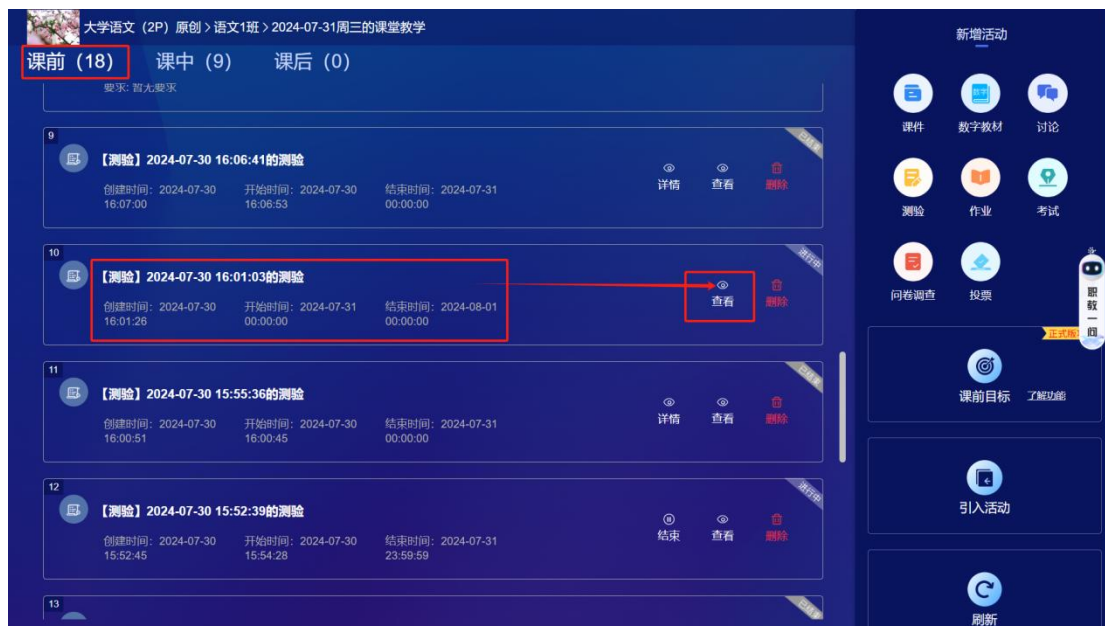 大学语文（2P）原创 > 语文1班 > 2024-07-31周三的课堂教学
课前（18） 课中（9） 课后（0）
要求: 暂无要求
9
已结束
【测验】2024-07-30 16:06:41的测验
创建时间：2024-07-30 16:07:00
开始时间：2024-07-30 16:06:53
结束时间：2024-07-31 00:00:00
详情 查看 删除
10
进行中
【测验】2024-07-30 16:01:03的测验
创建时间：2024-07-30 16:01:26
开始时间：2024-07-31 00:00:00
结束时间：2024-08-01 00:00:00
查看 删除
11
已结束
【测验】2024-07-30 15:55:36的测验
创建时间：2024-07-30 16:00:51
开始时间：2024-07-30 16:00:45
结束时间：2024-07-31 00:00:00
详情 查看 删除
12
进行中
【测验】2024-07-30 15:52:39的测验
创建时间：2024-07-30 15:52:45
开始时间：2024-07-30 15:54:28
结束时间：2024-07-31 23:59:59
结束 查看 删除
13
已结束
新增活动
课件 数字教材 讨论
测验 作业 考试
问卷调查 投票
职教一问
正式版
课前目标 了解功能
引入活动
刷新